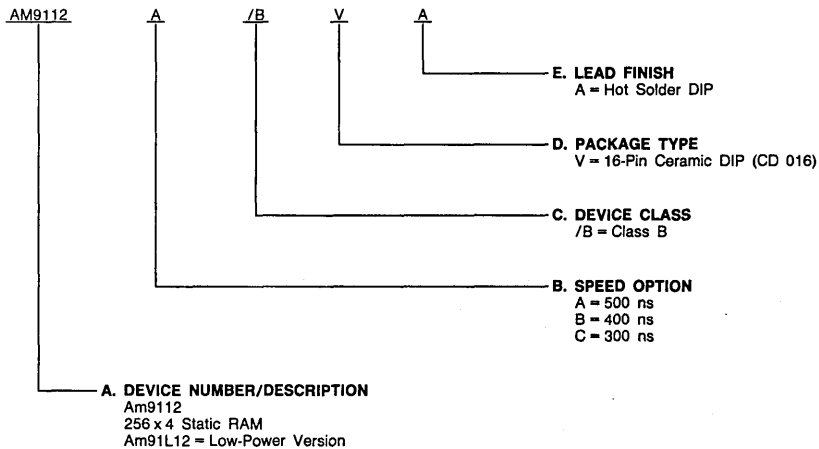 AM9112 A /B V A
E. LEAD FINISH
A = Hot Solder DIP
D. PACKAGE TYPE
V = 16-Pin Ceramic DIP (CD 016)
C. DEVICE CLASS
/B = Class B
B. SPEED OPTION
A = 500 ns
B = 400 ns
C = 300 ns
A. DEVICE NUMBER/DESCRIPTION
Am9112
256 x 4 Static RAM
Am91L12 = Low-Power Version